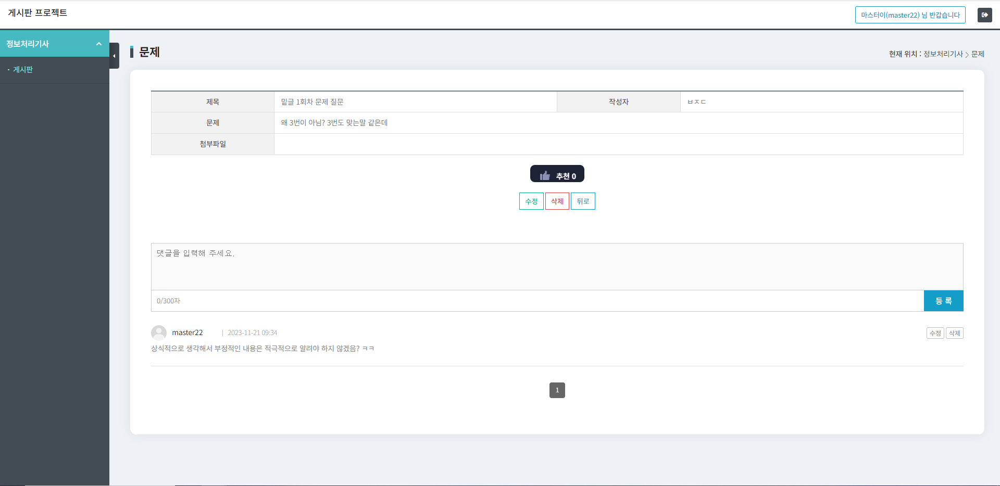 게시판 프로젝트
마스터이(master22) 님 반갑습니다
정보처리기사
- 게시판
문제
현재 위치 : 정보처리기사 > 문제
제목 밑글 1회차 문제 질문 작성자 ㅂㅈㄷ
문제 왜 3번이 아님? 3번도 맞는말 같은데
첨부파일
추천 0
수정 삭제 뒤로
댓글을 입력해 주세요.
0/300자 등 록
master22 | 2023-11-21 09:34 수정 삭제
상식적으로 생각해서 부정적인 내용은 적극적으로 알려야 하지 않겠음? ㅋㅋ
1